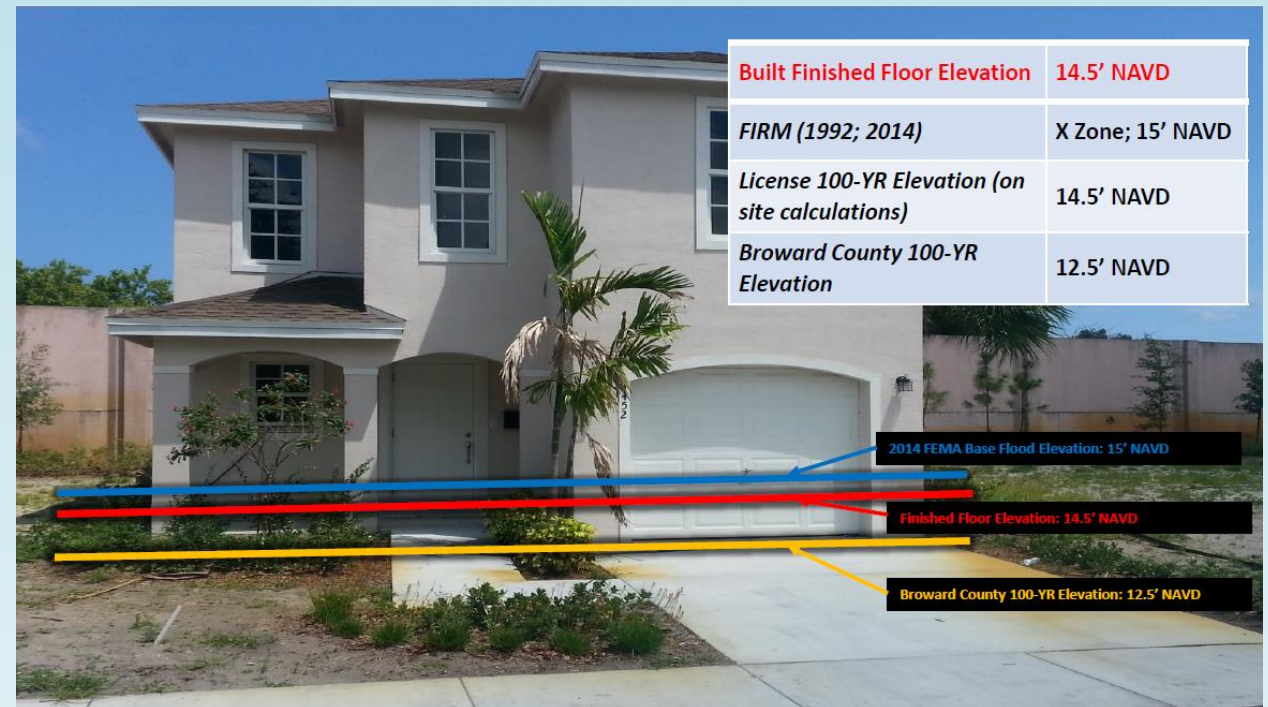 Built Finished Floor Elevation 14.5’ NAVD
FIRM (1992; 2014) X Zone; 15’ NAVD
License 100-YR Elevation (on
site calculations) 14.5’ NAVD
Broward County 100-YR
Elevation 12.5’ NAVD
452
2014 FEMA Base Flood Elevation: 15’ NAVD
Finished Floor Elevation: 14.5’ NAVD
Broward County 100-YR Elevation: 12.5’ NAVD